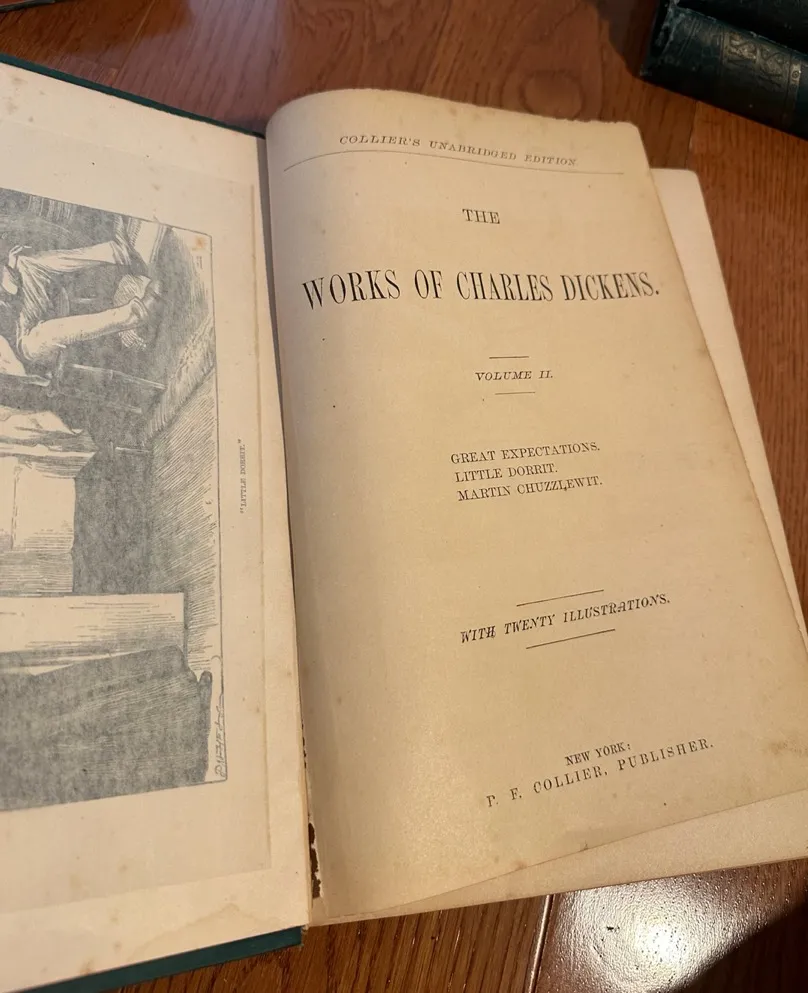 "LITTLE DORRIT."
COLLIER'S UNABRIDGED EDITION
THE
WORKS OF CHARLES DICKENS.
VOLUME II.
GREAT EXPECTATIONS.
LITTLE DORRIT.
MARTIN CHUZZLEWIT.
WITH TWENTY ILLUSTRATIONS.
NEW YORK:
P. F. COLLIER, PUBLISHER.